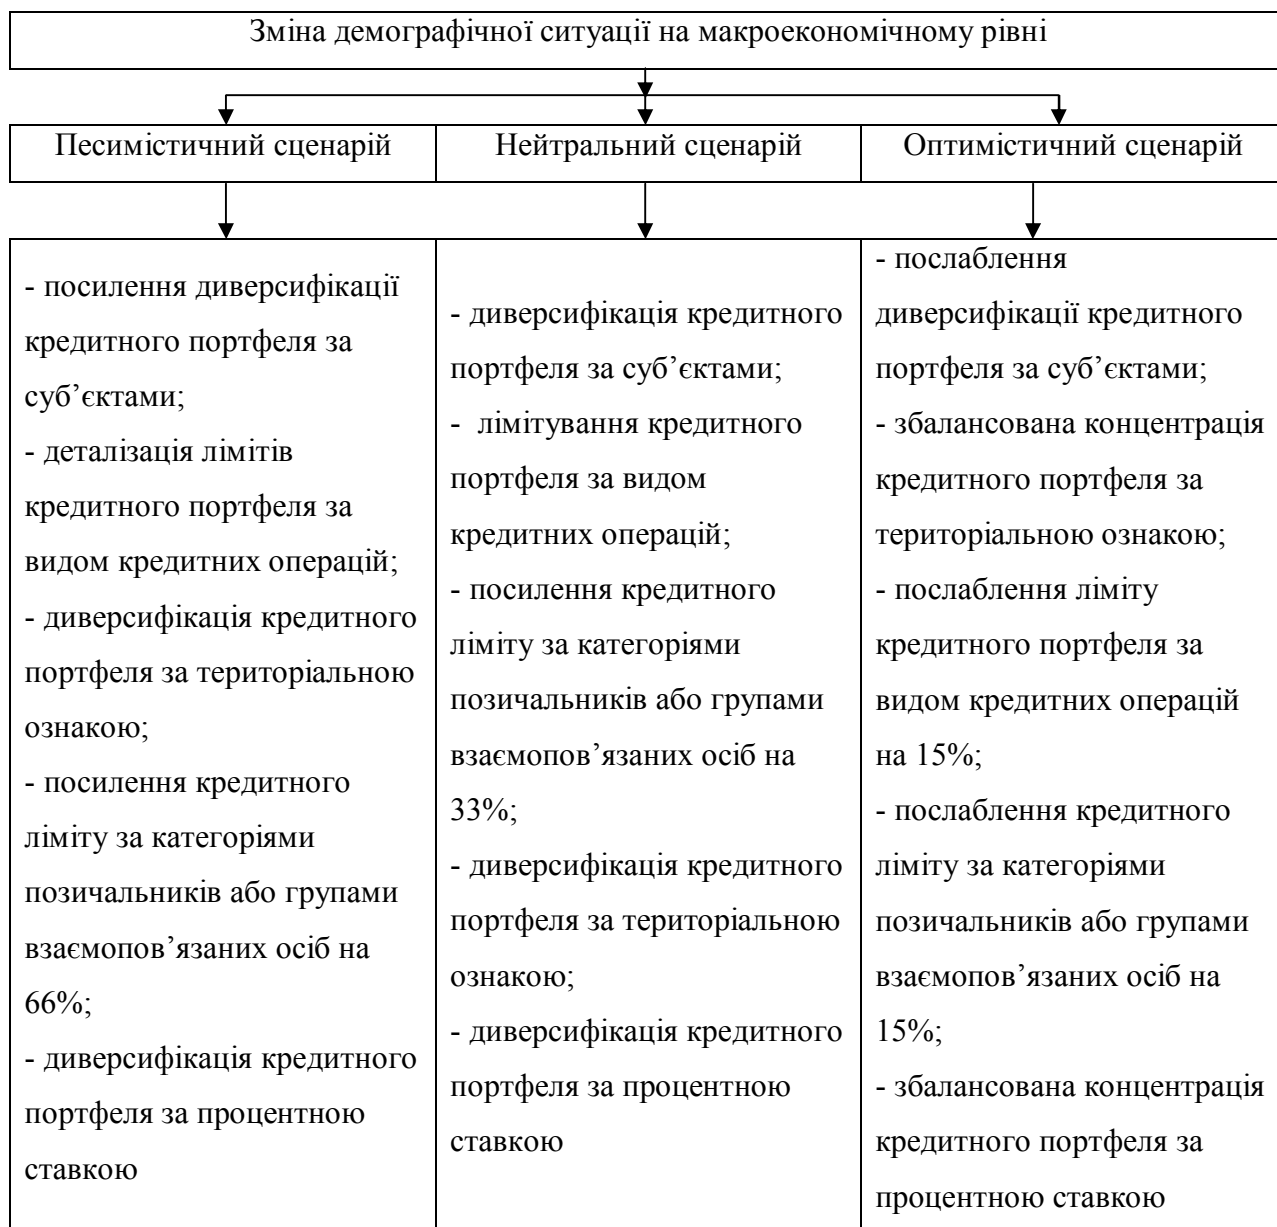 Зміна демографічної ситуації на макроекономічному рівні
Песимістичний сценарій
Нейтральний сценарій
Оптимістичний сценарій
- посилення диверсифікації
кредитного портфеля за
суб’єктами;
- деталізація лімітів
кредитного портфеля за
видом кредитних операцій;
- диверсифікація кредитного
портфеля за територіальною
ознакою;
- посилення кредитного
ліміту за категоріями
позичальників або групами
взаємопов’язаних осіб на
66%;
- диверсифікація кредитного
портфеля за процентною
ставкою
- диверсифікація кредитного
портфеля за суб’єктами;
- лімітування кредитного
портфеля за видом
кредитних операцій;
- посилення кредитного
ліміту за категоріями
позичальників або групами
взаємопов’язаних осіб на
33%;
- диверсифікація кредитного
портфеля за територіальною
ознакою;
- диверсифікація кредитного
портфеля за процентною
ставкою
- послаблення
диверсифікації кредитного
портфеля за суб’єктами;
- збалансована концентрація
кредитного портфеля за
територіальною ознакою;
- послаблення ліміту
кредитного портфеля за
видом кредитних операцій
на 15%;
- послаблення кредитного
ліміту за категоріями
позичальників або групами
взаємопов’язаних осіб на
15%;
- збалансована концентрація
кредитного портфеля за
процентною ставкою